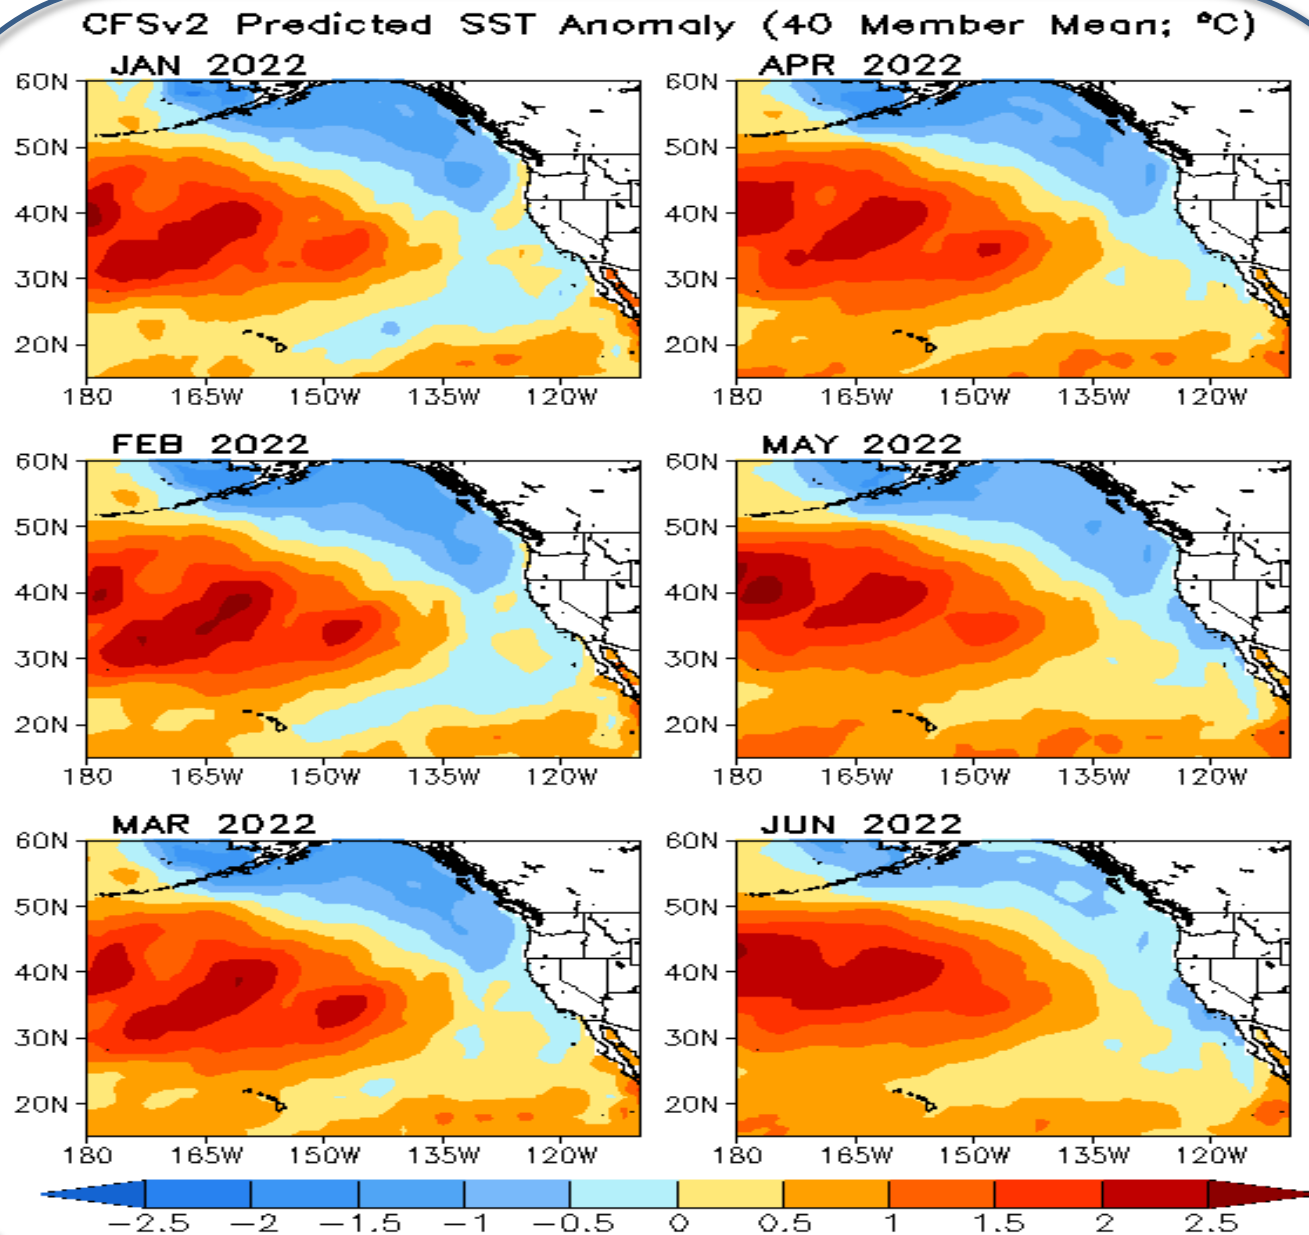 CFSv2 Predicted SST Anomaly (40 Member Mean; °C)
JAN 2022
60N
50N
40N
30N
20N
180 165W 150W 135W 120W
APR 2022
60N
50N
40N
30N
20N
180 165W 150W 135W 120W
FEB 2022
60N
50N
40N
30N
20N
180 165W 150W 135W 120W
MAY 2022
60N
50N
40N
30N
20N
180 165W 150W 135W 120W
MAR 2022
60N
50N
40N
30N
20N
180 165W 150W 135W 120W
JUN 2022
60N
50N
40N
30N
20N
180 165W 150W 135W 120W
−2.5 −2 −1.5 −1 −0.5 0 0.5 1 1.5 2 2.5